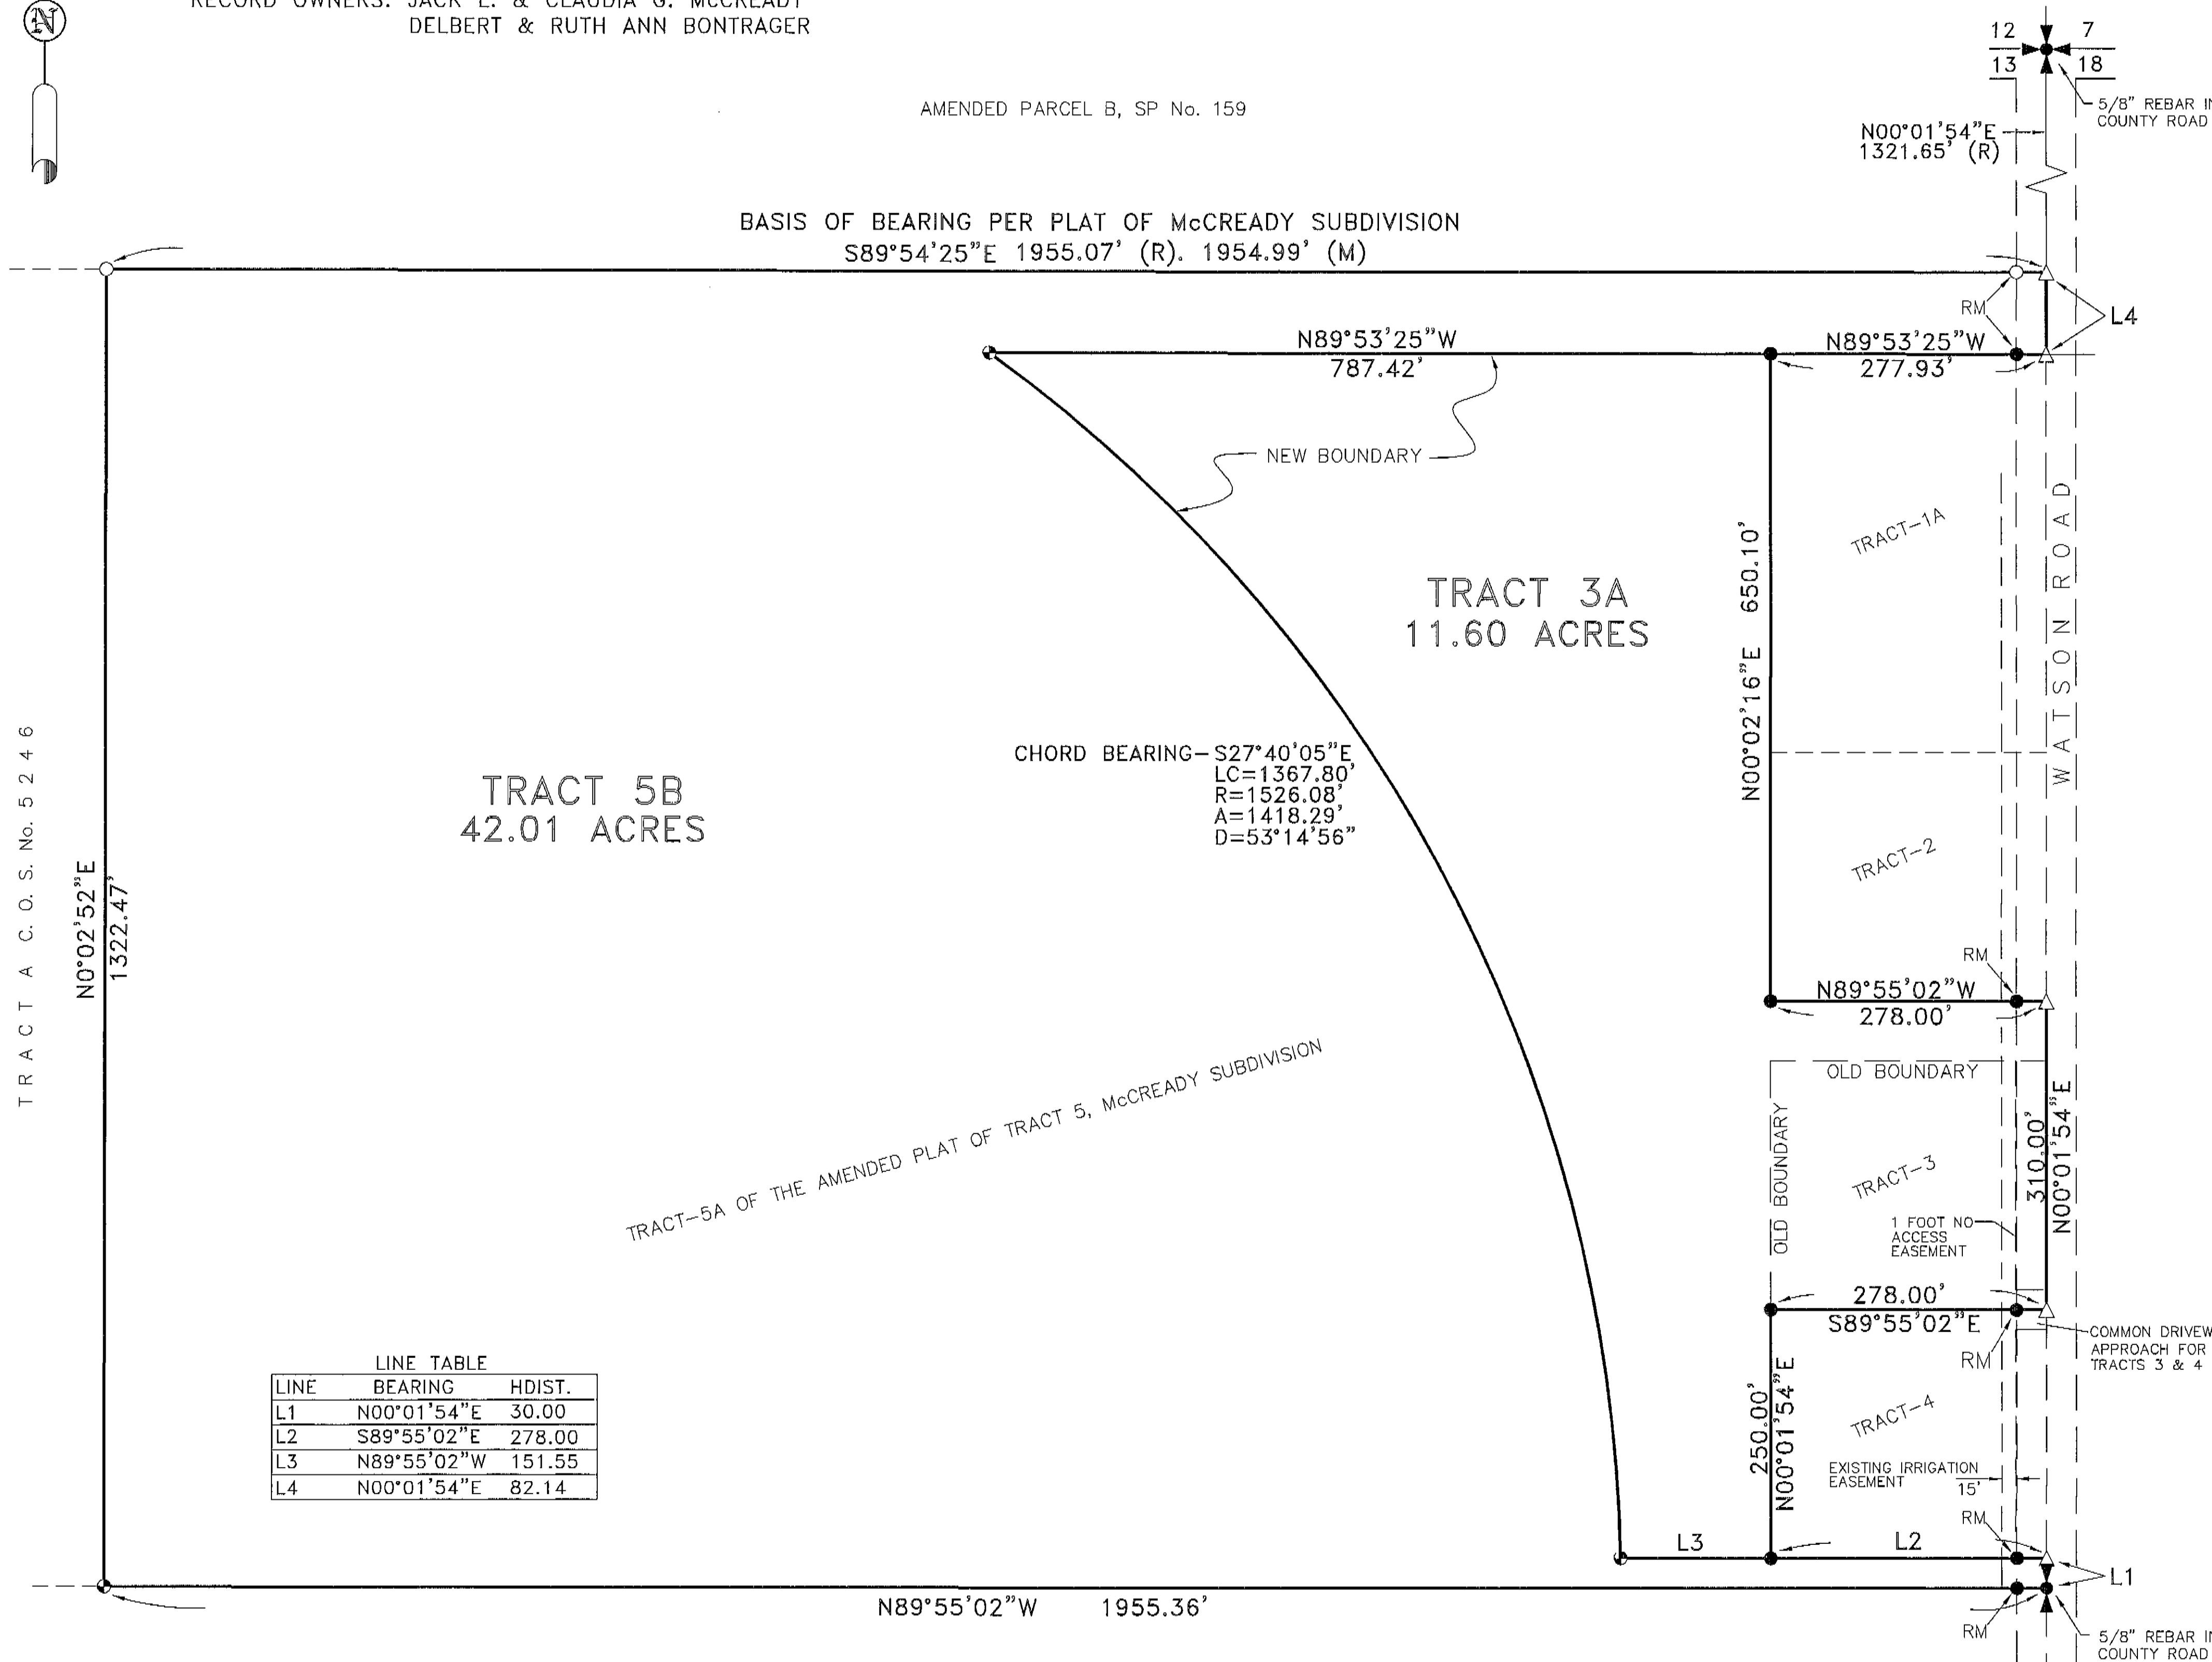 RECORD OWNERS: JACK L. & CLAUDIA G. McCREADY
DELBERT & RUTH ANN BONTRAGER
N
12 7
13 18
5/8" REBAR IN
COUNTY ROAD
AMENDED PARCEL B, SP No. 159
N00°01'54"E
1321.65' (R)
BASIS OF BEARING PER PLAT OF McCREADY SUBDIVISION
S89°54'25"E 1955.07' (R). 1954.99' (M)
RM
L4
N89°53'25"W
787.42'
N89°53'25"W
277.93'
NEW BOUNDARY
TRACT-1A
WATSON ROAD
TRACT 3A
11.60 ACRES
N00°02'16"E 650.10'
CHORD BEARING-S27°40'05"E
LC=1367.80'
R=1526.08'
A=1418.29'
D=53°14'56"
TRACT 5B
42.01 ACRES
TRACT A C.O.S. No. 5246
N0°02'52"E
1322.47'
TRACT-2
RM
N89°55'02"W
278.00'
OLD BOUNDARY
OLD BOUNDARY
TRACT-3
310.00'
N00°01'54"E
TRACT-5A OF THE AMENDED PLAT OF TRACT 5, McCREADY SUBDIVISION
1 FOOT NO
ACCESS
EASEMENT
278.00'
S89°55'02"E
COMMON DRIVEW
APPROACH FOR
TRACTS 3 & 4
RM
250.00'
N00°01'54"E
TRACT-4
LINE TABLE
LINE BEARING HDIST.
L1 N00°01'54"E 30.00
L2 S89°55'02"E 278.00
L3 N89°55'02"W 151.55
L4 N00°01'54"E 82.14
EXISTING IRRIGATION
EASEMENT 15'
RM
L3
L2
L1
N89°55'02"W 1955.36'
RM
5/8" REBAR IN
COUNTY ROAD